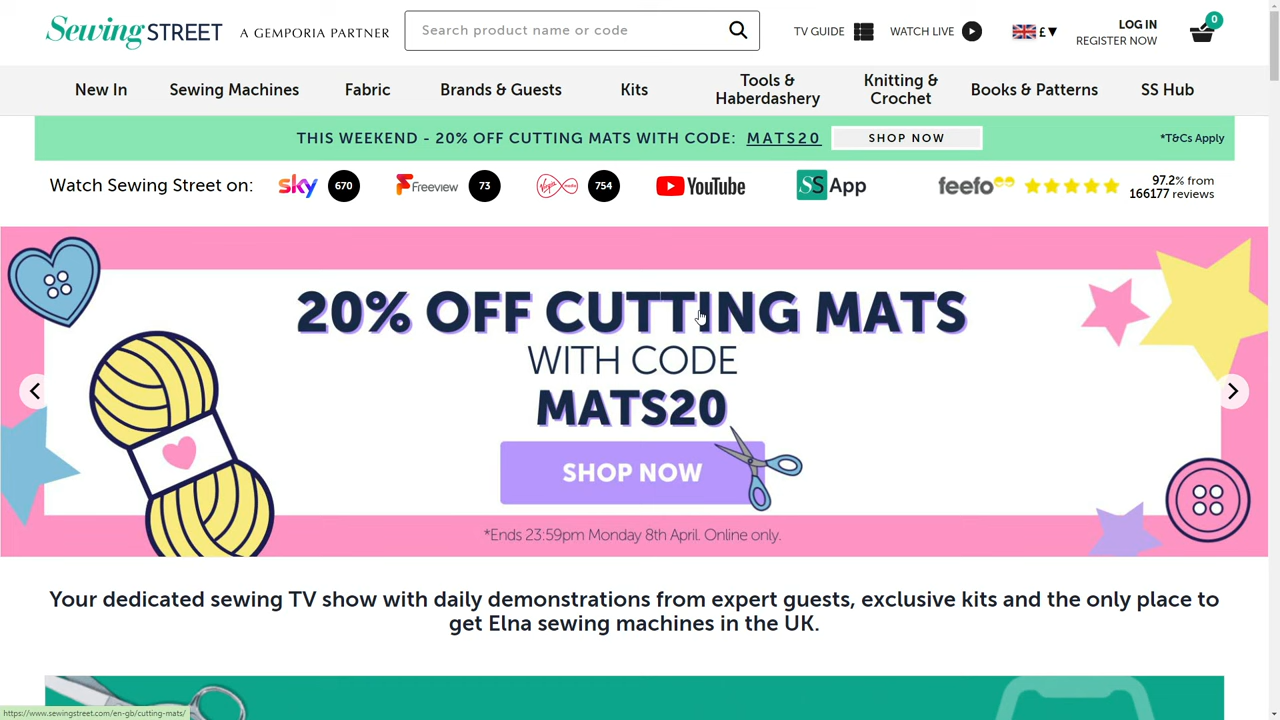 Sewing STREET A GEMPORIA PARTNER
Search product name or code
TV GUIDE
WATCH LIVE
£▼
LOG IN
REGISTER NOW
0
New In
Sewing Machines
Fabric
Brands & Guests
Kits
Tools &
Haberdashery
Knitting &
Crochet
Books & Patterns
SS Hub
THIS WEEKEND - 20% OFF CUTTING MATS WITH CODE: MATS20 SHOP NOW *T&Cs Apply
Watch Sewing Street on:
sky 670
Freeview 73
Virgin media 754
YouTube
SS App
feefo
97.2% from
166177 reviews
20% OFF CUTTING MATS
WITH CODE
MATS20
SHOP NOW
*Ends 23:59pm Monday 8th April. Online only.
Your dedicated sewing TV show with daily demonstrations from expert guests, exclusive kits and the only place to
get Elna sewing machines in the UK.
https://www.sewingstreet.com/en-gb/cutting-mats/